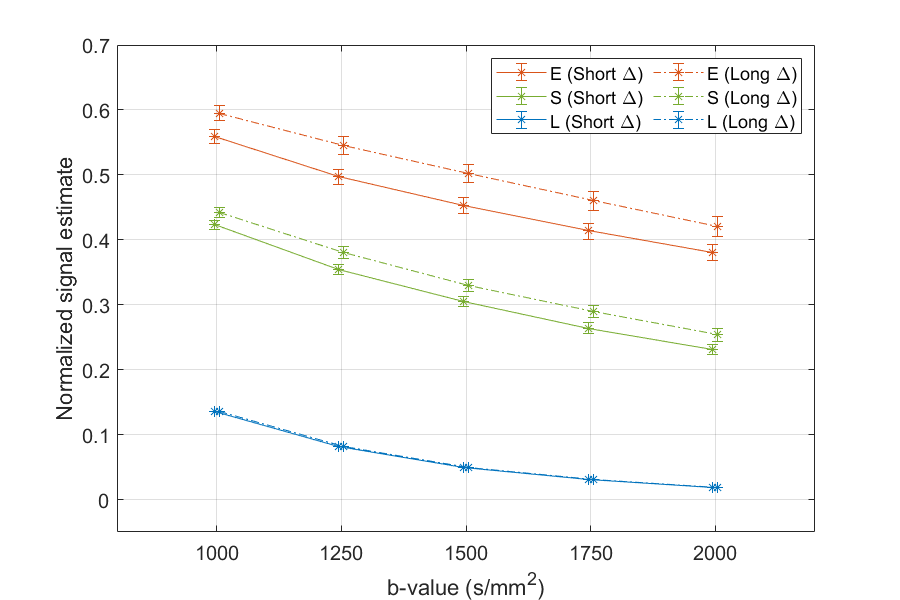 0.7
0.6
0.5
0.4
0.3
0.2
0.1
0
Normalized signal estimate
E (Short Δ) E (Long Δ)
S (Short Δ) S (Long Δ)
L (Short Δ) L (Long Δ)
1000 1250 1500 1750 2000
b-value (s/mm²)